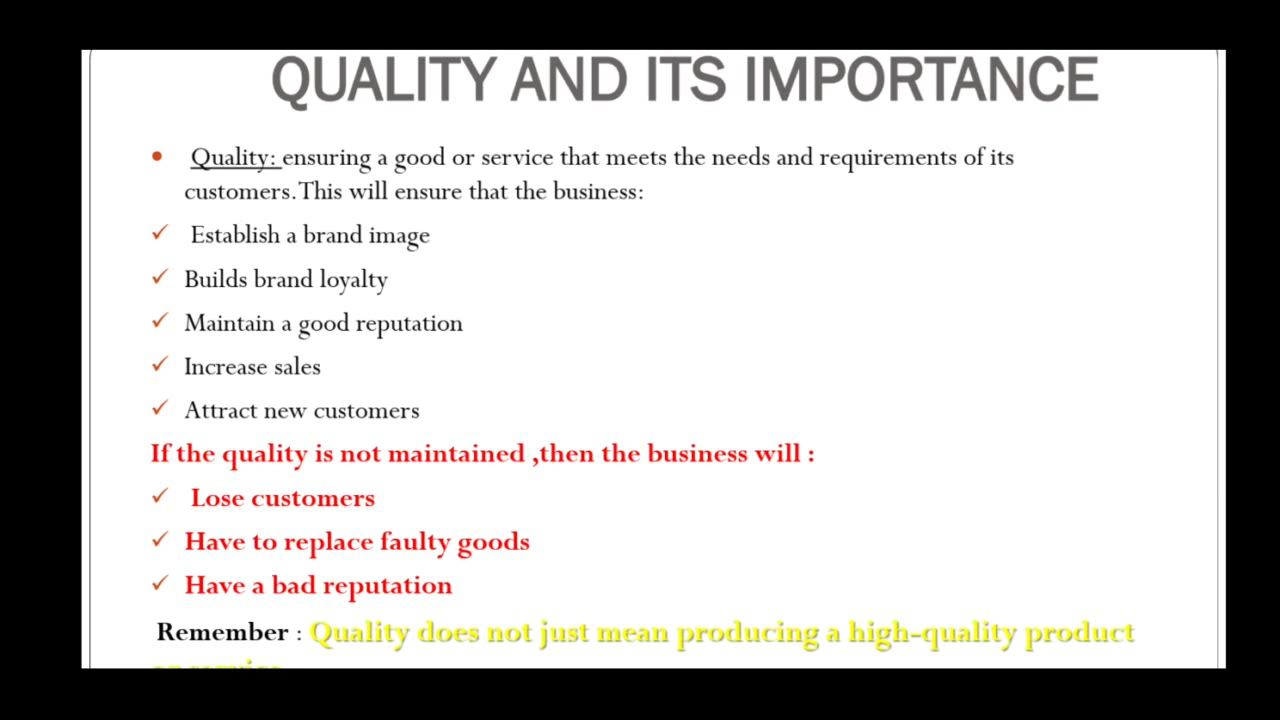 QUALITY AND ITS IMPORTANCE
• Quality: ensuring a good or service that meets the needs and requirements of its
customers.This will ensure that the business:
✓ Establish a brand image
✓ Builds brand loyalty
✓ Maintain a good reputation
✓ Increase sales
✓ Attract new customers
If the quality is not maintained ,then the business will :
✓ Lose customers
✓ Have to replace faulty goods
✓ Have a bad reputation
Remember : Quality does not just mean producing a high-quality product